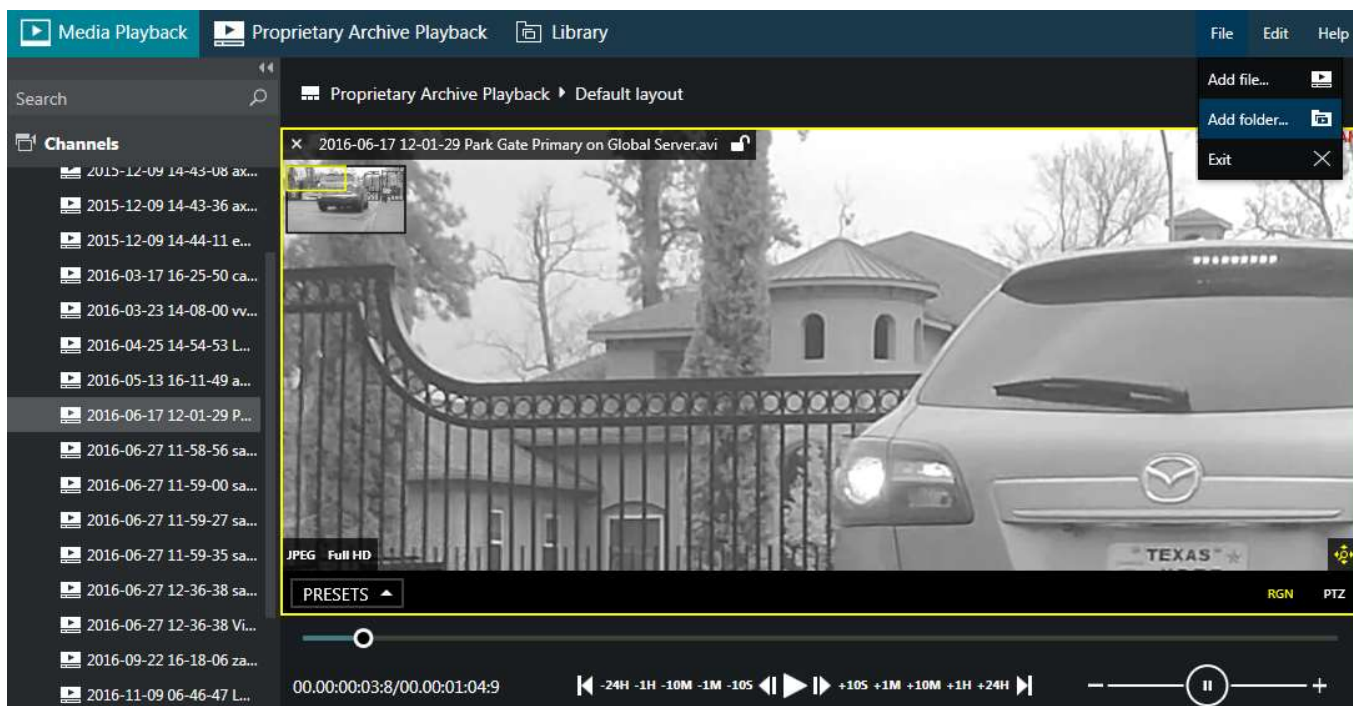 Media Playback
Proprietary Archive Playback
Library
File
Edit
Help
Search
Proprietary Archive Playback
Default layout
Add file...
Add folder...
Exit
Channels
2016-06-17 12-01-29 Park Gate Primary on Global Server.avi
2015-12-09 14-43-08 ax...
2015-12-09 14-43-36 ax...
2015-12-09 14-44-11 e...
2016-03-17 16-25-50 ca...
2016-03-23 14-08-00 vv...
2016-04-25 14-54-53 L...
2016-05-13 16-11-49 a...
2016-06-17 12-01-29 P...
2016-06-27 11-58-56 sa...
2016-06-27 11-59-00 sa...
2016-06-27 11-59-27 sa...
2016-06-27 11-59-35 sa...
2016-06-27 12-36-38 sa...
2016-06-27 12-36-38 Vi...
2016-09-22 16-18-06 za...
2016-11-09 06-46-47 L...
TEXAS
JPEG Full HD
PRESETS
RGN
PTZ
00.00:00:03:8/00.00:01:04:9
-24H -1H -10M -1M -10S
+10S +1M +10M +1H +24H